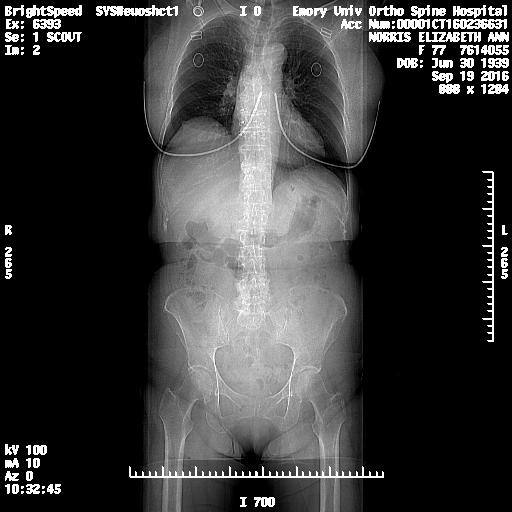 BrightSpeed SYS#euoshct1
Ex: 6393
Se: 1 SCOUT
Im: 2
I 0
Emory Univ Ortho Spine Hospital
Acc Num:00001CT160236631
NORRIS ELIZABETH ANN
F 77 7614055
DOB: Jun 30 1939
Sep 19 2016
888 x 1284
R
265
L
265
kV 100
mA 10
Az 0
10:32:45
I 700